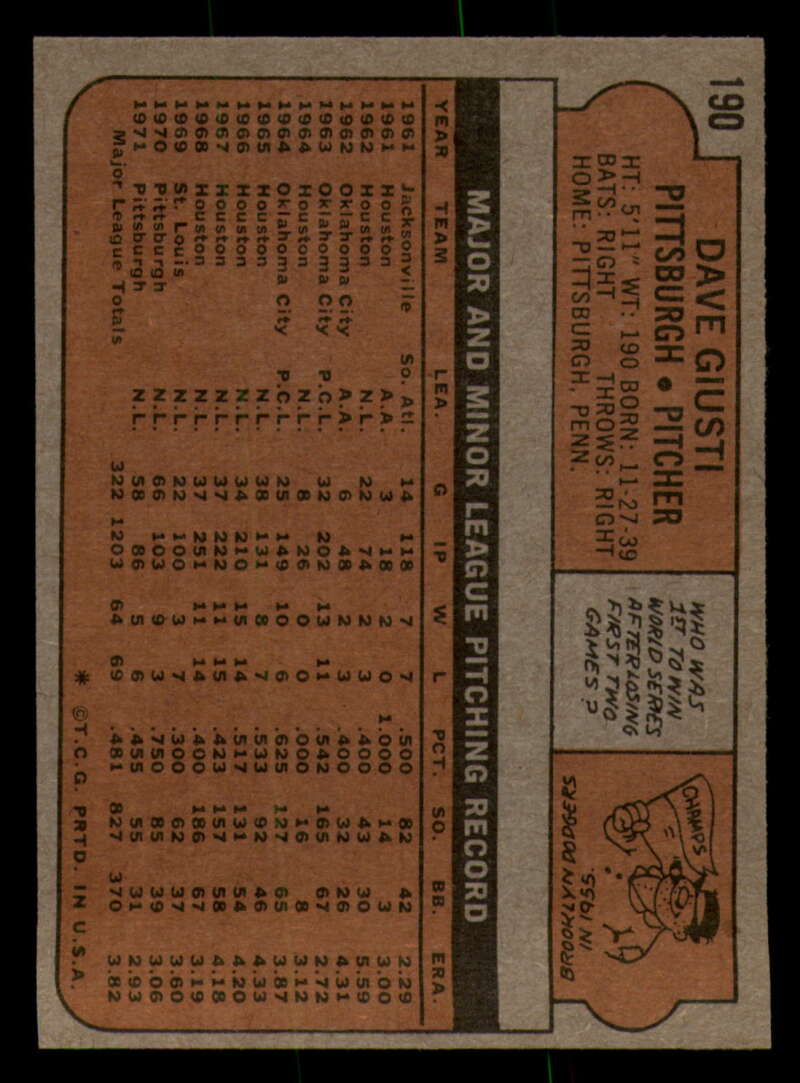 190
DAVE GIUSTI
PITTSBURGH • PITCHER
HT: 5'11" WT: 190 BORN: 11-27-39
BATS: RIGHT THROWS: RIGHT
HOME: PITTSBURGH, PENN.
WHO WAS
1ST TO WIN
WORLD SERIES
AFTER LOSING
FIRST TWO
GAMES?
CHAMPS
BROOKLYN DODGERS
IN 1955.
MAJOR AND MINOR LEAGUE PITCHING RECORD
YEAR TEAM LEA. G IP W L PCT. SO. BB. ERA.
1961 Jacksonville So. Atl. 14 118 7 7 .500 82 42 2.29
1961 Houston A.A. 3 18 2 0 1.000 14 3 3.00
1962 Houston N.L. 22 74 2 3 .400 43 30 5.59
1962 Oklahoma City A.A. 6 48 2 3 .400 32 26 4.31
1963 Oklahoma City P.C.L. 32 202 13 11 .542 165 67 2.72
1964 Houston N.L. 8 26 0 0 .000 16 8 3.12
1964 Oklahoma City P.C.L. 25 149 10 6 .625 127 65 3.87
1965 Houston N.L. 38 131 8 7 .533 92 46 4.33
1966 Houston N.L. 34 210 15 14 .517 131 54 4.20
1967 Houston N.L. 37 222 11 15 .423 157 58 4.18
1968 Houston N.L. 37 251 11 14 .400 186 67 3.19
1969 St. Louis N.L. 22 100 3 7 .300 62 37 3.60
1970 Pittsburgh N.L. 66 103 9 3 .750 85 39 3.06
1971 Pittsburgh N.L. 58 86 5 6 .455 55 31 2.93
Major League Totals 322 1203 64 69 .481 827 370 3.82
* ©T.C.G. PRTD. IN U.S.A.